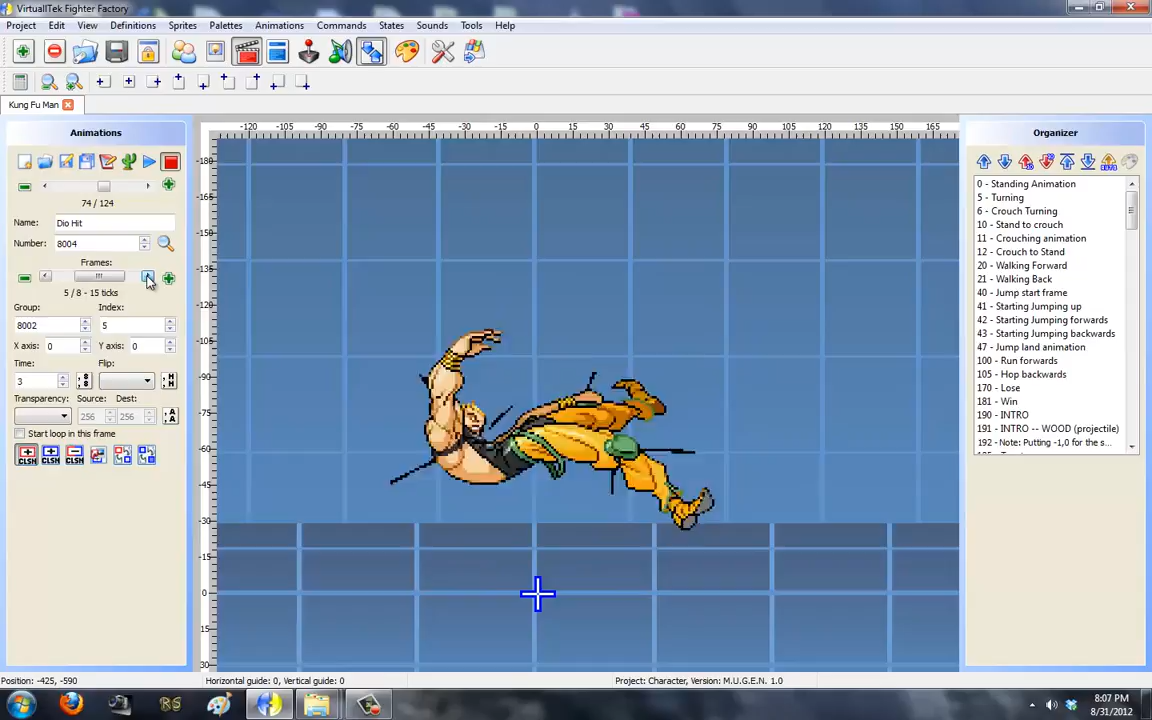 VirtuallTek Fighter Factory
Project Edit View Definitions Sprites Palettes Animations Commands States Sounds Tools Help
Kung Fu Man
Animations
74 / 124
Name: Dio Hit
Number: 8004
Frames:
5 / 8 - 15 ticks
Group: Index:
8002 5
X axis: 0 Y axis: 0
Time: Flip:
3
Transparency: Source: Dest:
256 256
Start loop in this frame
CLSN CLSN CLSN
-120 -105 -90 -75 -60 -45 -30 -15 0 15 30 45 60 75 90 105 120 135 150 165
-180
-165
-150
-135
-120
-105
-90
-75
-60
-45
-30
-15
0
15
30
Organizer
0 - Standing Animation
5 - Turning
6 - Crouch Turning
10 - Stand to crouch
11 - Crouching animation
12 - Crouch to Stand
20 - Walking Forward
21 - Walking Back
40 - Jump start frame
41 - Starting Jumping up
42 - Starting Jumping forwards
43 - Starting Jumping backwards
47 - Jump land animation
100 - Run forwards
105 - Hop backwards
170 - Lose
181 - Win
190 - INTRO
191 - INTRO -- WOOD (projectile)
192 - Note: Putting -1,0 for the s...
Position: -425, -590
Horizontal guide: 0, Vertical guide: 0
Project: Character, Version: M.U.G.E.N. 1.0
RS
8:07 PM
8/31/2012